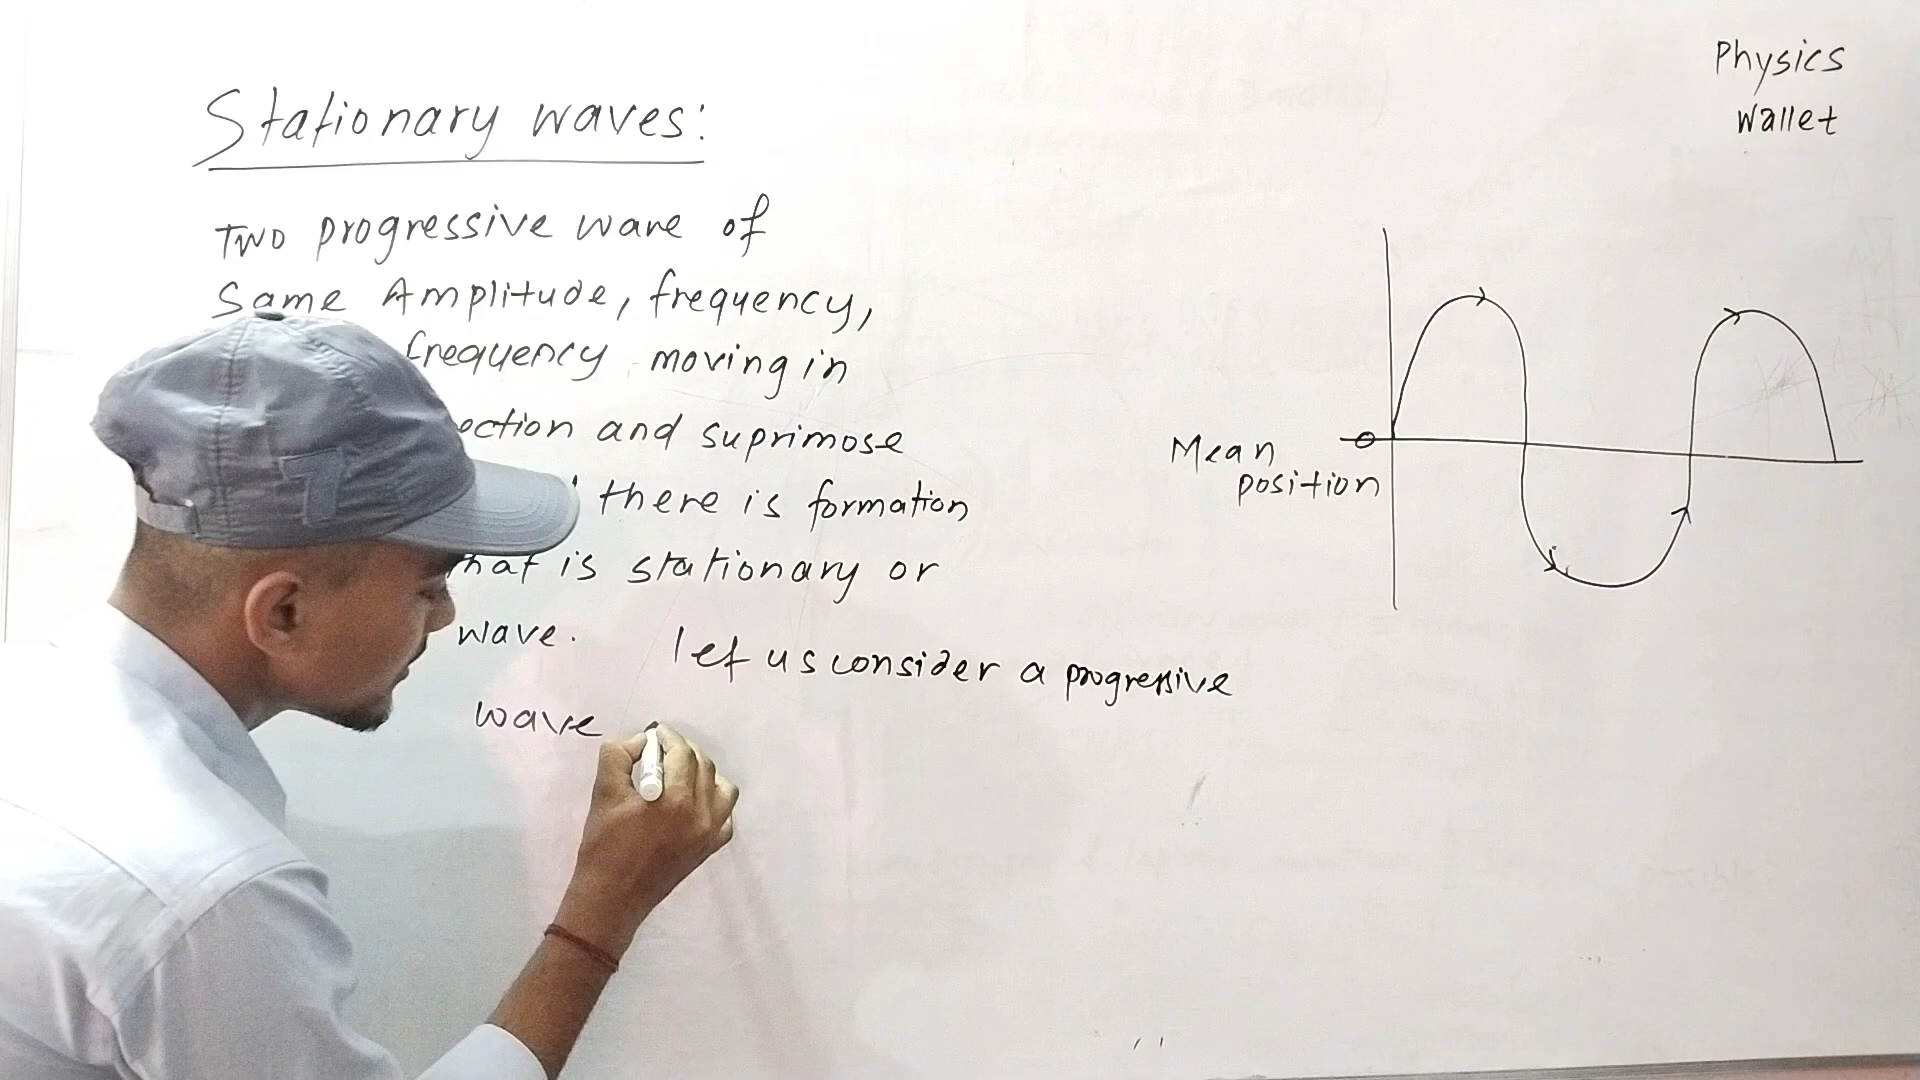 Stationary waves:
Two progressive wave of
Same Amplitude, frequency,
frequency moving in
ection and suprimose
there is formation
hat is stationary or
wave.
let us consider a progressive
wave
Physics
Wallet
Mean
position